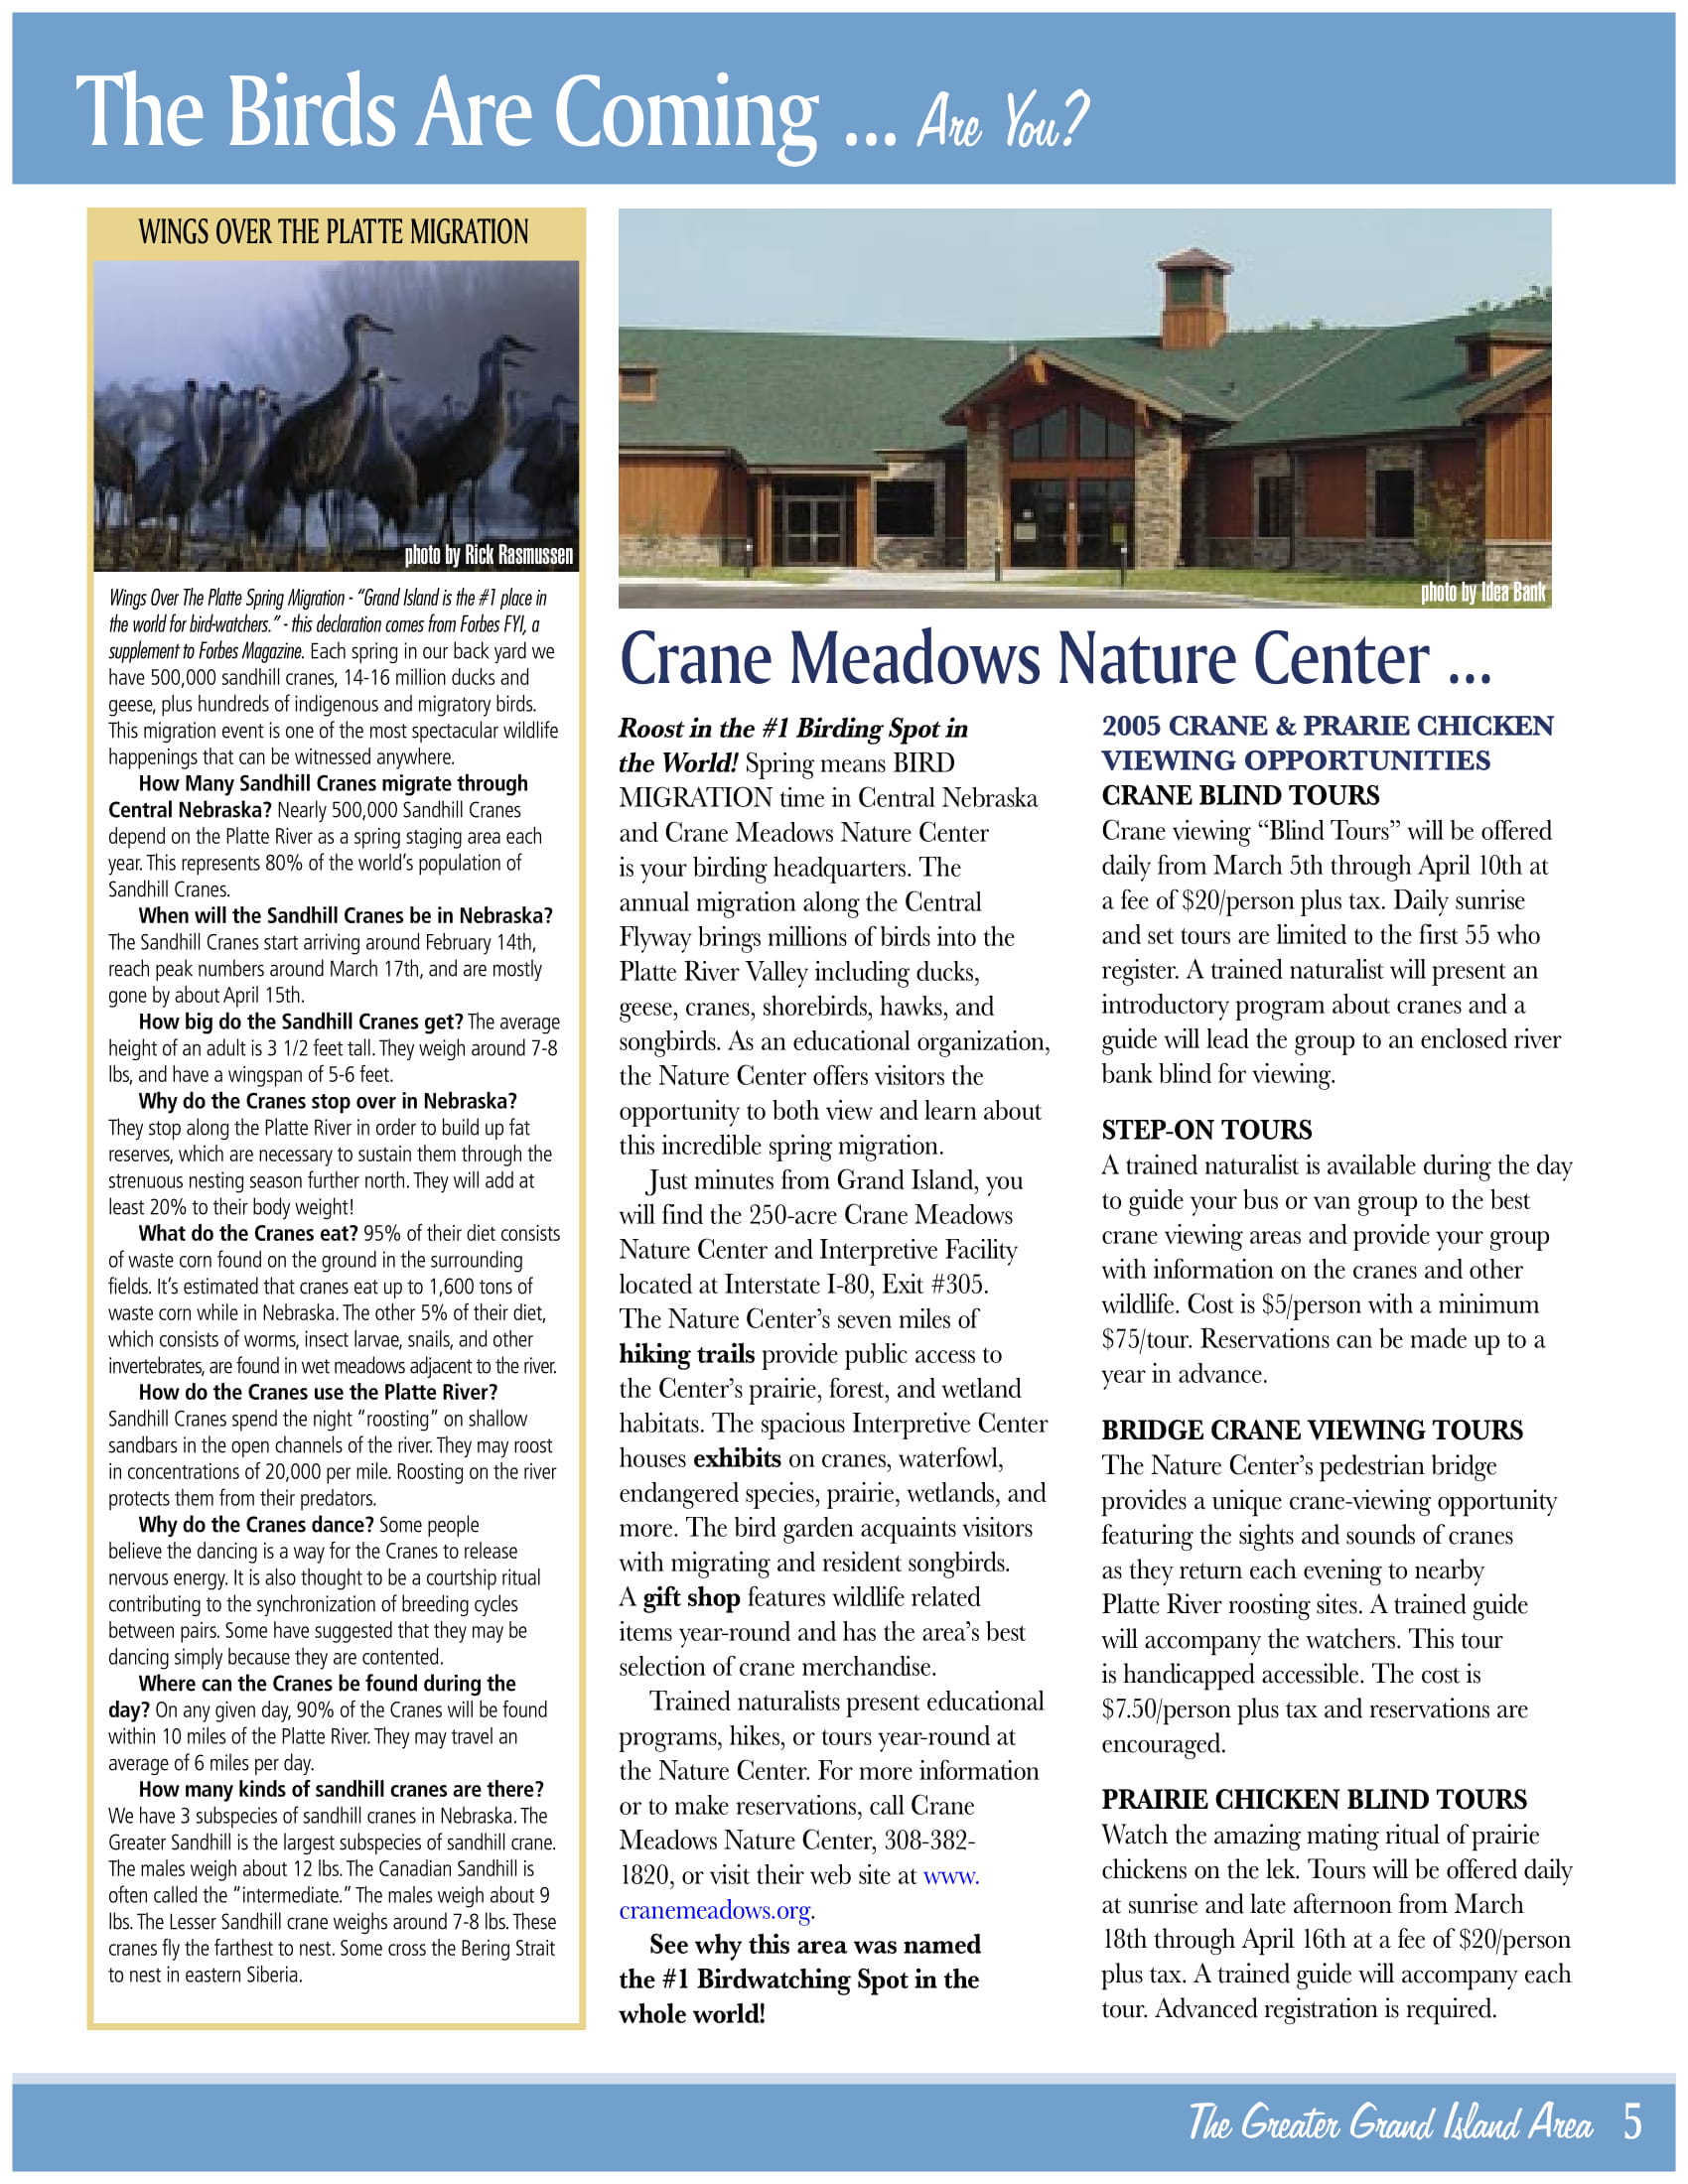 The Birds Are Coming ... Are You?
WINGS OVER THE PLATTE MIGRATION
photo by Rick Rasmussen
Wings Over The Platte Spring Migration - “Grand Island is the #1 place in
the world for bird-watchers.” - this declaration comes from Forbes FYI, a
supplement to Forbes Magazine. Each spring in our back yard we
have 500,000 sandhill cranes, 14-16 million ducks and
geese, plus hundreds of indigenous and migratory birds.
This migration event is one of the most spectacular wildlife
happenings that can be witnessed anywhere.
How Many Sandhill Cranes migrate through
Central Nebraska? Nearly 500,000 Sandhill Cranes
depend on the Platte River as a spring staging area each
year. This represents 80% of the world’s population of
Sandhill Cranes.
When will the Sandhill Cranes be in Nebraska?
The Sandhill Cranes start arriving around February 14th,
reach peak numbers around March 17th, and are mostly
gone by about April 15th.
How big do the Sandhill Cranes get? The average
height of an adult is 3 1/2 feet tall. They weigh around 7-8
lbs, and have a wingspan of 5-6 feet.
Why do the Cranes stop over in Nebraska?
They stop along the Platte River in order to build up fat
reserves, which are necessary to sustain them through the
strenuous nesting season further north. They will add at
least 20% to their body weight!
What do the Cranes eat? 95% of their diet consists
of waste corn found on the ground in the surrounding
fields. It’s estimated that cranes eat up to 1,600 tons of
waste corn while in Nebraska. The other 5% of their diet,
which consists of worms, insect larvae, snails, and other
invertebrates, are found in wet meadows adjacent to the river.
How do the Cranes use the Platte River?
Sandhill Cranes spend the night “roosting” on shallow
sandbars in the open channels of the river. They may roost
in concentrations of 20,000 per mile. Roosting on the river
protects them from their predators.
Why do the Cranes dance? Some people
believe the dancing is a way for the Cranes to release
nervous energy. It is also thought to be a courtship ritual
contributing to the synchronization of breeding cycles
between pairs. Some have suggested that they may be
dancing simply because they are contented.
Where can the Cranes be found during the
day? On any given day, 90% of the Cranes will be found
within 10 miles of the Platte River. They may travel an
average of 6 miles per day.
How many kinds of sandhill cranes are there?
We have 3 subspecies of sandhill cranes in Nebraska. The
Greater Sandhill is the largest subspecies of sandhill crane.
The males weigh about 12 lbs. The Canadian Sandhill is
often called the “intermediate.” The males weigh about 9
lbs. The Lesser Sandhill crane weighs around 7-8 lbs. These
cranes fly the farthest to nest. Some cross the Bering Strait
to nest in eastern Siberia.
photo by Idea Bank
Crane Meadows Nature Center ...
Roost in the #1 Birding Spot in
the World! Spring means BIRD
MIGRATION time in Central Nebraska
and Crane Meadows Nature Center
is your birding headquarters. The
annual migration along the Central
Flyway brings millions of birds into the
Platte River Valley including ducks,
geese, cranes, shorebirds, hawks, and
songbirds. As an educational organization,
the Nature Center offers visitors the
opportunity to both view and learn about
this incredible spring migration.
Just minutes from Grand Island, you
will find the 250-acre Crane Meadows
Nature Center and Interpretive Facility
located at Interstate I-80, Exit #305.
The Nature Center’s seven miles of
hiking trails provide public access to
the Center’s prairie, forest, and wetland
habitats. The spacious Interpretive Center
houses exhibits on cranes, waterfowl,
endangered species, prairie, wetlands, and
more. The bird garden acquaints visitors
with migrating and resident songbirds.
A gift shop features wildlife related
items year-round and has the area’s best
selection of crane merchandise.
Trained naturalists present educational
programs, hikes, or tours year-round at
the Nature Center. For more information
or to make reservations, call Crane
Meadows Nature Center, 308-382-
1820, or visit their web site at www.
cranemeadows.org.
See why this area was named
the #1 Birdwatching Spot in the
whole world!
2005 CRANE & PRARIE CHICKEN
VIEWING OPPORTUNITIES
CRANE BLIND TOURS
Crane viewing “Blind Tours” will be offered
daily from March 5th through April 10th at
a fee of $20/person plus tax. Daily sunrise
and set tours are limited to the first 55 who
register. A trained naturalist will present an
introductory program about cranes and a
guide will lead the group to an enclosed river
bank blind for viewing.
STEP-ON TOURS
A trained naturalist is available during the day
to guide your bus or van group to the best
crane viewing areas and provide your group
with information on the cranes and other
wildlife. Cost is $5/person with a minimum
$75/tour. Reservations can be made up to a
year in advance.
BRIDGE CRANE VIEWING TOURS
The Nature Center’s pedestrian bridge
provides a unique crane-viewing opportunity
featuring the sights and sounds of cranes
as they return each evening to nearby
Platte River roosting sites. A trained guide
will accompany the watchers. This tour
is handicapped accessible. The cost is
$7.50/person plus tax and reservations are
encouraged.
PRAIRIE CHICKEN BLIND TOURS
Watch the amazing mating ritual of prairie
chickens on the lek. Tours will be offered daily
at sunrise and late afternoon from March
18th through April 16th at a fee of $20/person
plus tax. A trained guide will accompany each
tour. Advanced registration is required.
The Greater Grand Island Area 5